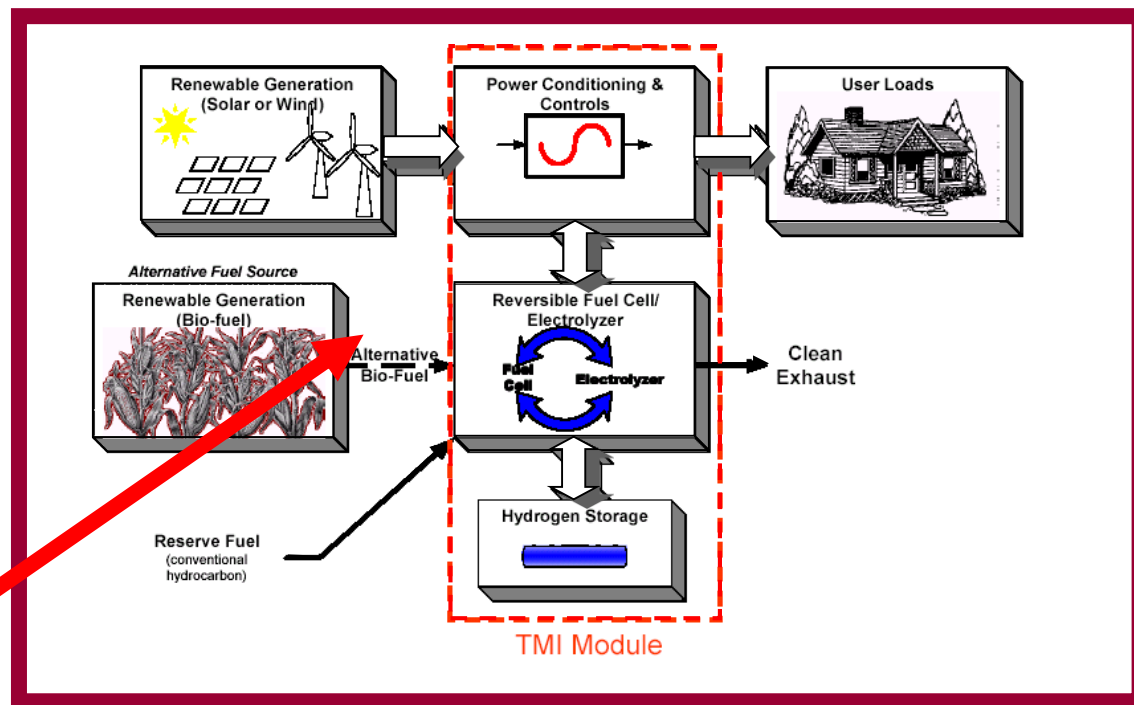 Renewable Generation
(Solar or Wind)
Power Conditioning &
Controls
User Loads
Alternative Fuel Source
Renewable Generation
(Bio-fuel)
Alternative
Bio-Fuel
Reversible Fuel Cell/
Electrolyzer
Fuel
Cell
Electrolyzer
Clean
Exhaust
Reserve Fuel
(conventional
hydrocarbon)
Hydrogen Storage
TMI Module